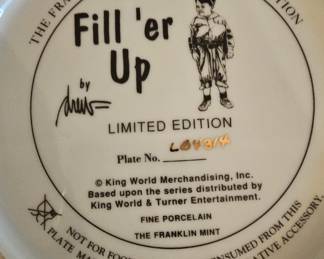 THE FRA
TION
Fill 'er
Up
by
LIMITED EDITION
Plate No.
© King World Merchandising, Inc.
Based upon the series distributed by
King World & Turner Entertainment.
FINE PORCELAIN
THE FRANKLIN MINT
NOT FOR FOO
ONSUMED FROM THIS
PLATE MA
ATIVE ACCESSORY.